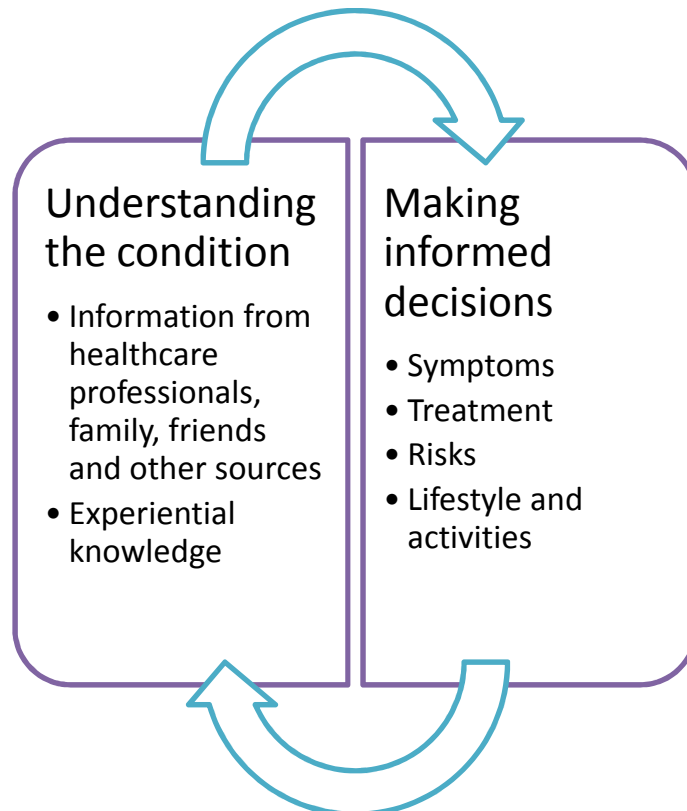 Understanding
the condition
• Information from
healthcare
professionals,
family, friends
and other sources
• Experiential
knowledge
Making
informed
decisions
• Symptoms
• Treatment
• Risks
• Lifestyle and
activities